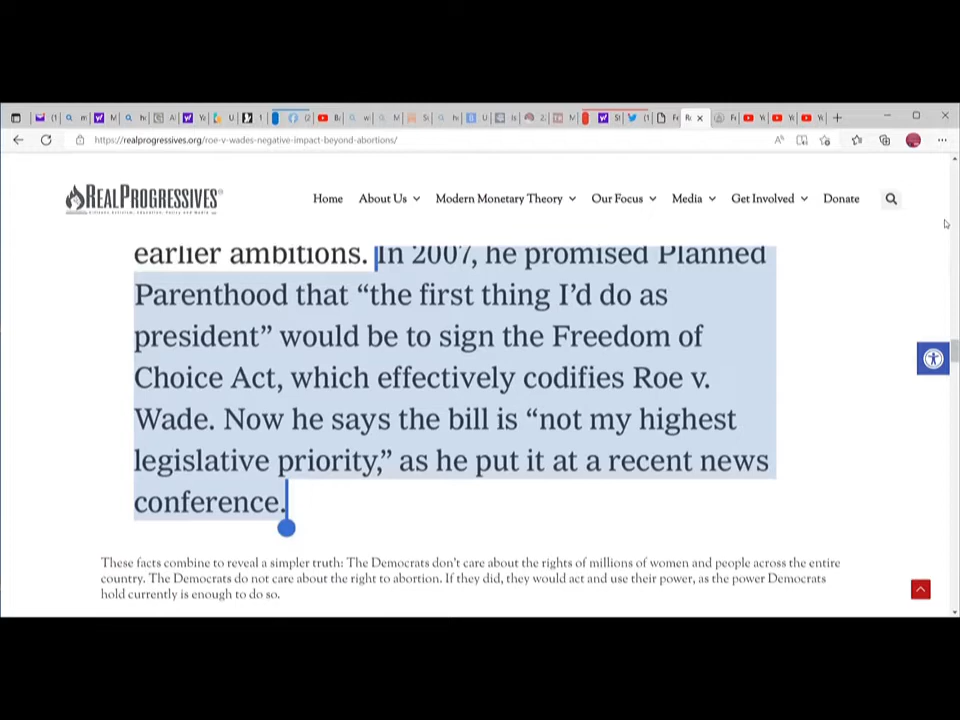 https://realprogressives.org/roe-v-wades-negative-impact-beyond-abortions/
REALPROGRESSIVES
Home About Us Modern Monetary Theory Our Focus Media Get Involved Donate
earlier ambitions. In 2007, he promised Planned
Parenthood that “the first thing I’d do as
president” would be to sign the Freedom of
Choice Act, which effectively codifies Roe v.
Wade. Now he says the bill is “not my highest
legislative priority,” as he put it at a recent news
conference.
These facts combine to reveal a simpler truth: The Democrats don’t care about the rights of millions of women and people across the entire
country. The Democrats do not care about the right to abortion. If they did, they would act and use their power, as the power Democrats
hold currently is enough to do so.